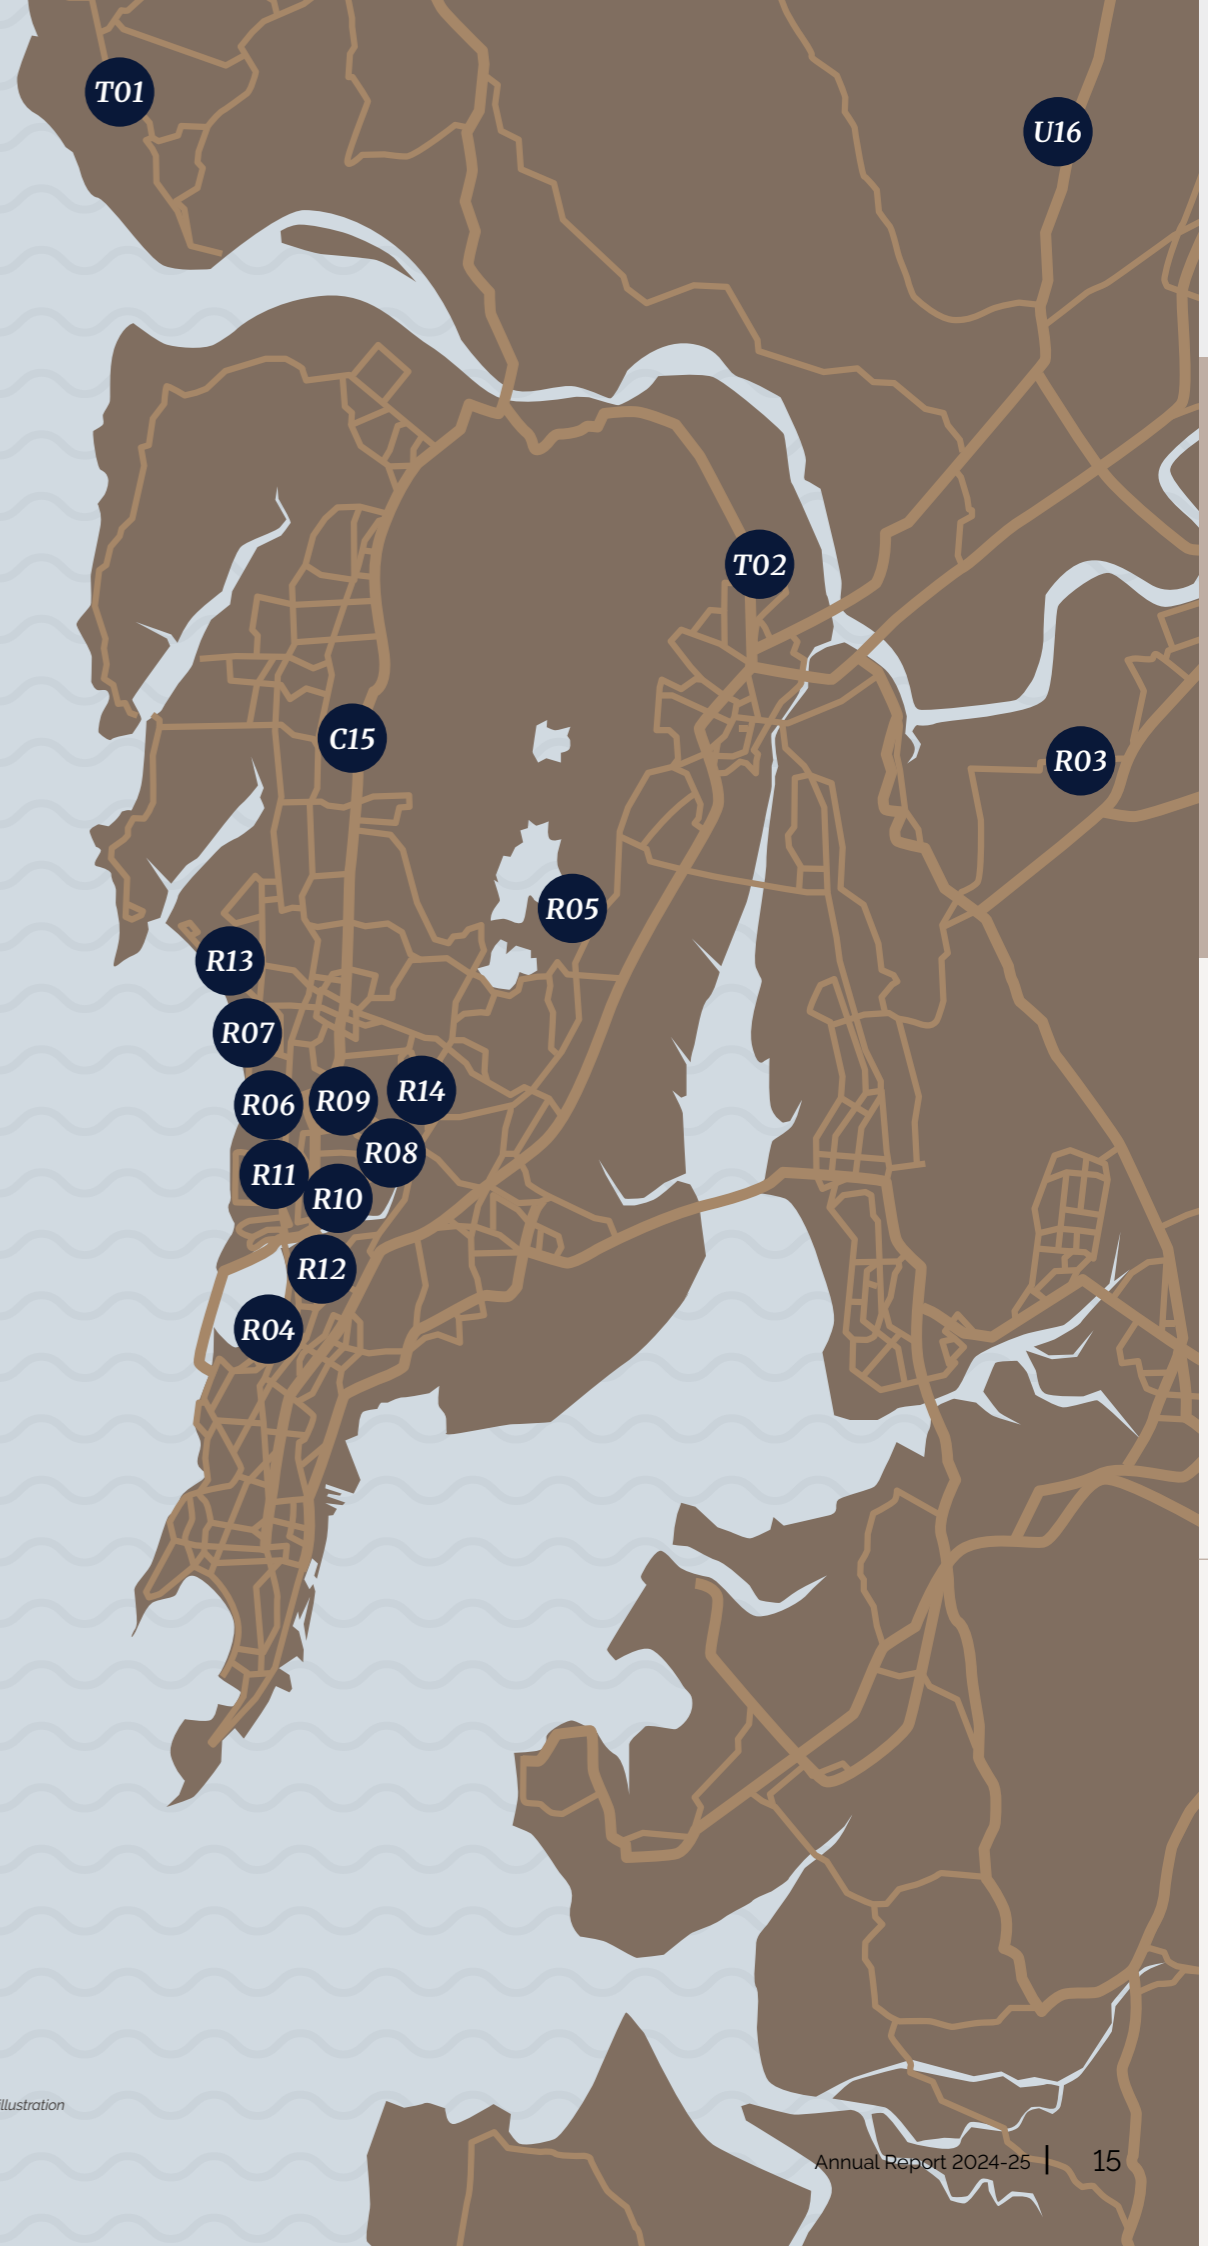 T01
U16
T02
C15
R03
R05
R13
R07
R06
R09
R14
R08
R11
R10
R12
R04
illustration
Annual Report 2024-25 | 15